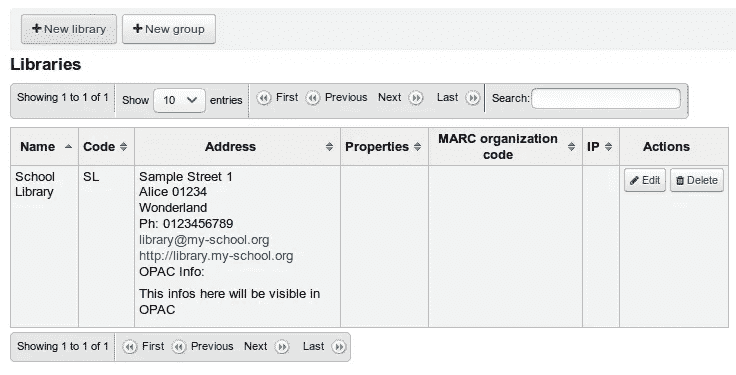 New library New group
Libraries
Showing 1 to 1 of 1 Show 10 entries First Previous Next Last Search:
Name Code Address Properties MARC organization code IP Actions
School Library SL Sample Street 1 Edit Delete
Alice 01234
Wonderland
Ph: 0123456789
library@my-school.org
http://library.my-school.org
OPAC Info:
This infos here will be visible in
OPAC
Showing 1 to 1 of 1 First Previous Next Last